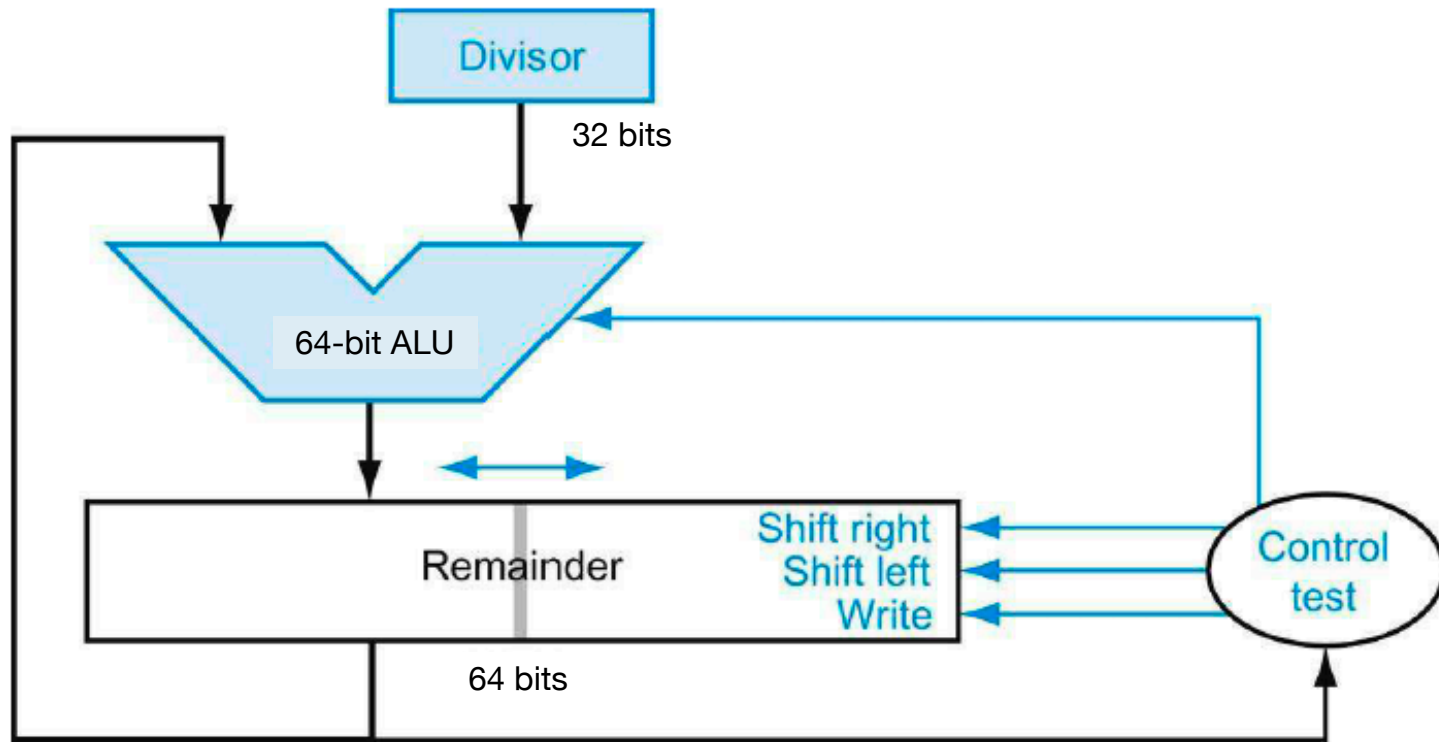 Divisor
32 bits
64-bit ALU
Shift right
Remainder
Shift left
Write
Control
test
64 bits